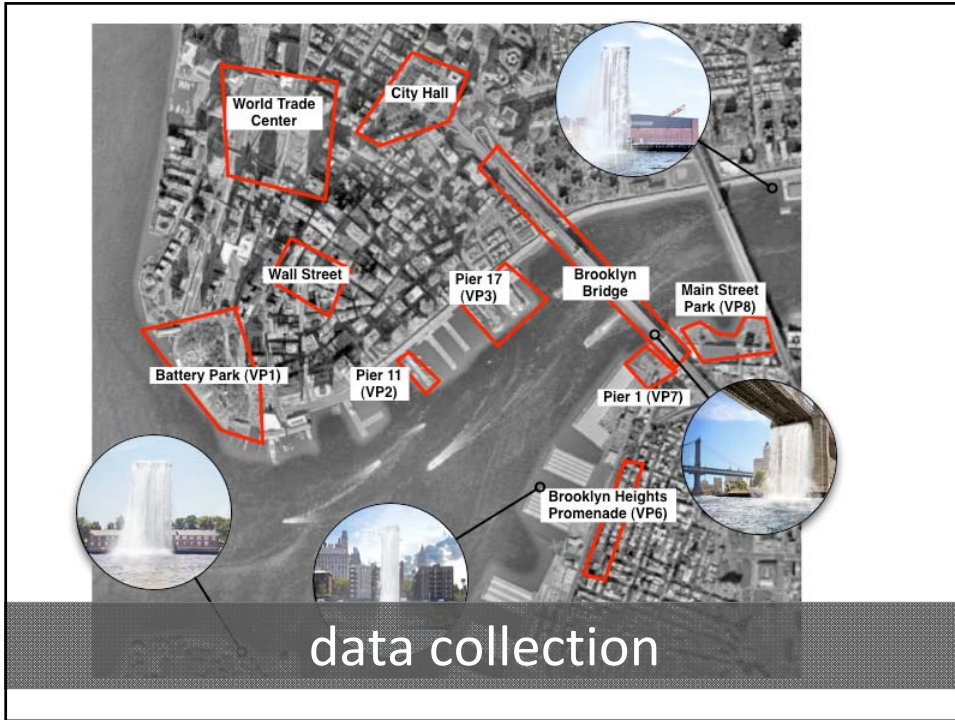 City Hall
World Trade
Center
Wall Street
Pier 17
(VP3)
Brooklyn
Bridge
Main Street
Park (VP8)
Battery Park (VP1)
Pier 11
(VP2)
Pier 1 (VP7)
Brooklyn Heights
Promenade (VP6)
data collection